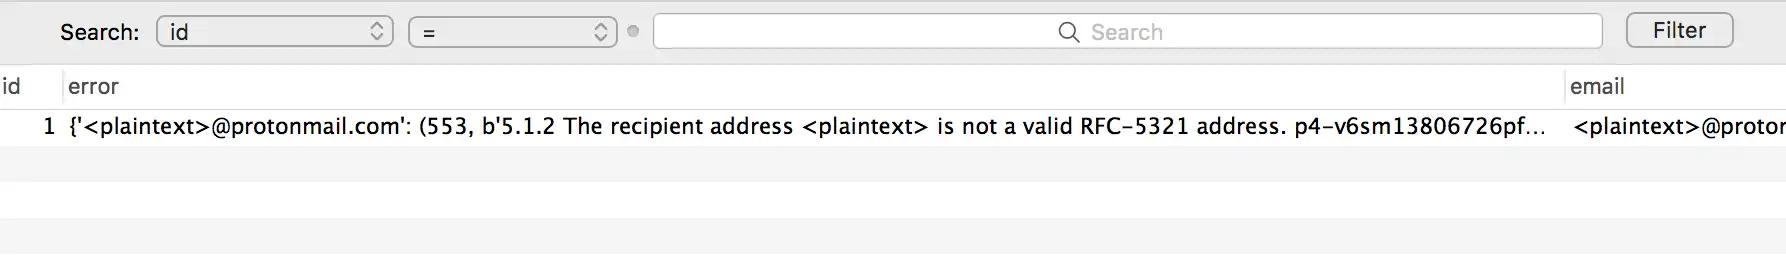 Search: id = Search Filter
id error email
1 {'<plaintext>@protonmail.com': (553, b'5.1.2 The recipient address <plaintext> is not a valid RFC-5321 address. p4-v6sm13806726pf... <plaintext>@proton